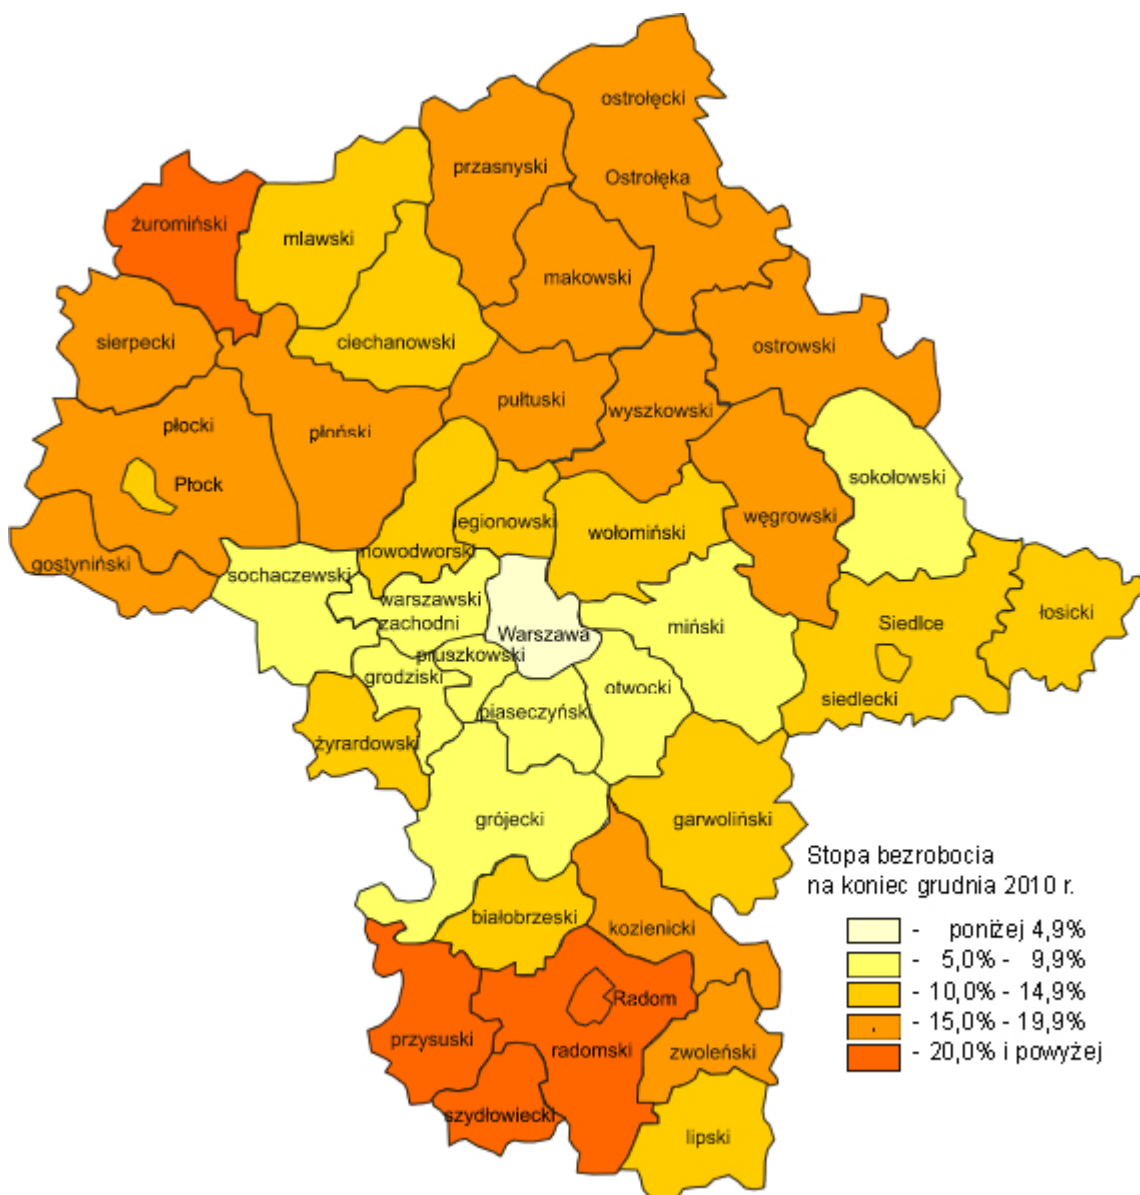 ostrołęcki
przasnyski
Ostrołęka
żuromiński
mlawski
makowski
sierpecki
ciechanowski
ostrowski
pułtuski
wyszkowski
płocki
płoński
sokołowski
Płock
legionowski
wołomiński
węgrowski
nowodworski
gostyniński
sochaczewski
warszawski
zachodni
Warszawa
miński
Siedlce
łosicki
pruszkowski
grodziski
otwocki
siedlecki
piaseczyński
żyrardowski
grójecki
garwoliński
Stopa bezrobocia
na koniec grudnia 2010 r.
białobrzeski
kozienicki
- poniżej 4,9%
- 5,0% - 9,9%
- 10,0% - 14,9%
- 15,0% - 19,9%
- 20,0% i powyżej
Radom
przysuski
radomski
zwoleński
szydłowiecki
lipski